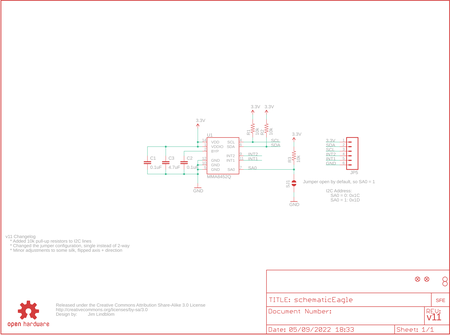 3.3V
3.3V
3.3V
3.3V
U1
VDD
VDDIO
BYP
GND
GND
SCL
SDA
INT2
INT1
SA0
SCL
SDA
INT2
INT1
SA0
C1
C3
C2
0.1uF
4.7uF
0.1uF
GND
R1
R2
R3
GND
3.3V
SDA
SCL
INT2
INT1
GND
JP1
Jumper open by default, so SA0 = 1
I2C Address:
SA0 = 0: 0x1C
SA0 = 1: 0x1D
v11 Changelog:
* Added 10k pull-up resistors to I2C lines
* Changed the jumper configuration, single instead of 2-way.
* Minor adjustments to some silk, flipped axis + direction
open hardware
Released under the Creative Commons Attribution Share-Alike 3.0 License
http://creativecommons.org/licenses/by-sa/3.0/
Design by: Jim Lindblom
TITLE: schematicEagle
SFE
Document Number:
REV:
v11
Date: 05/09/2022 18:33
Sheet: 1/1